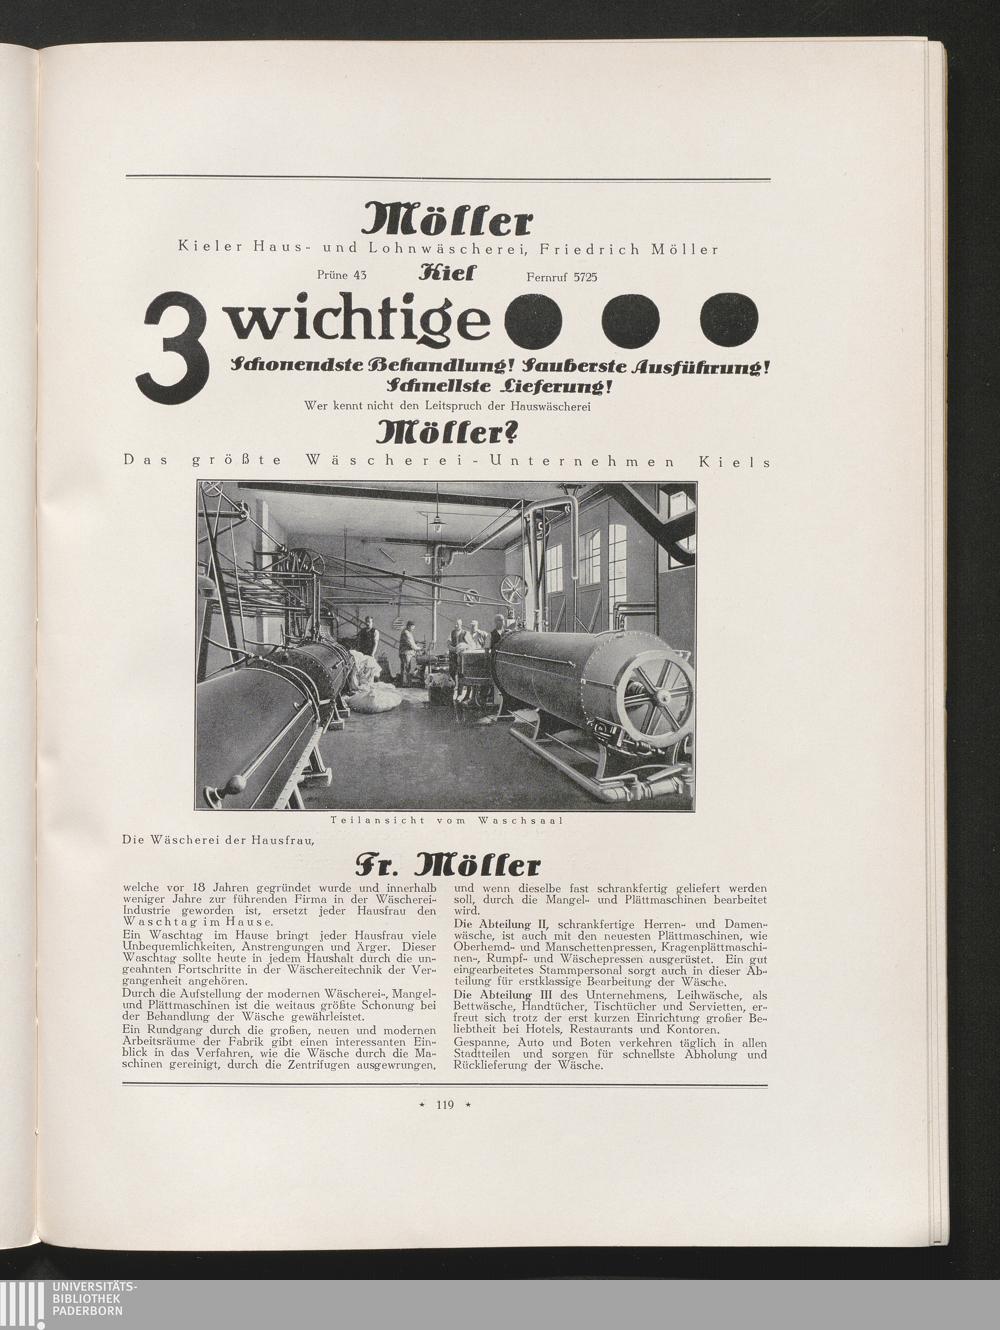 Möller
Kieler Haus- und Lohnwäscherei, Friedrich Möller
Prüne 43 Kiel Fernruf 5725
3 wichtige
Schonendste Behandlung! Sauberste Ausführung!
Schnellste Lieferung!
Wer kennt nicht den Leitspruch der Hauswäscherei
Möller?
Das größte Wäscherei-Unternehmen Kiels
Teilansicht vom Waschsaal
Die Wäscherei der Hausfrau,
Fr. Möller
welche vor 18 Jahren gegründet wurde und innerhalb
weniger Jahre zur führenden Firma in der Wäscherei-
Industrie geworden ist, ersetzt jeder Hausfrau den
Waschtag im Hause.
Ein Waschtag im Hause bringt jeder Hausfrau viele
Unbequemlichkeiten, Anstrengungen und Ärger. Dieser
Waschtag sollte heute in jedem Haushalt durch die un-
geahnten Fortschritte in der Wäschereitechnik der Ver-
gangenheit angehören.
Durch die Aufstellung der modernen Wäscherei-, Mangel-
und Plättmaschinen ist die weitaus größte Schonung bei
der Behandlung der Wäsche gewährleistet.
Ein Rundgang durch die großen, neuen und modernen
Arbeitsräume der Fabrik gibt einen interessanten Ein-
blick in das Verfahren, wie die Wäsche durch die Ma-
schinen gereinigt, durch die Zentrifugen ausgewrungen,
und wenn dieselbe fast schrankfertig geliefert werden
soll, durch die Mangel- und Plättmaschinen bearbeitet
wird.
Die Abteilung II, schrankfertige Herren- und Damen-
wäsche, ist auch mit den neuesten Plättmaschinen, wie
Oberhemd- und Manschettenpressen, Kragenplättmaschi-
nen-, Rumpf- und Wäschepressen ausgerüstet. Ein gut
eingearbeitetes Stammpersonal sorgt auch in dieser Ab-
teilung für erstklassige Bearbeitung der Wäsche.
Die Abteilung III des Unternehmens, Leihwäsche, als
Bettwäsche, Handtücher, Tischtücher und Servietten, er-
freut sich trotz der erst kurzen Einrichtung großer Be-
liebtheit bei Hotels, Restaurants und Kontoren.
Gespanne, Auto und Boten verkehren täglich in allen
Stadtteilen und sorgen für schnellste Abholung und
Rücklieferung der Wäsche.
* 119 *
UNIVERSITÄTS-
BIBLIOTHEK
PADERBORN